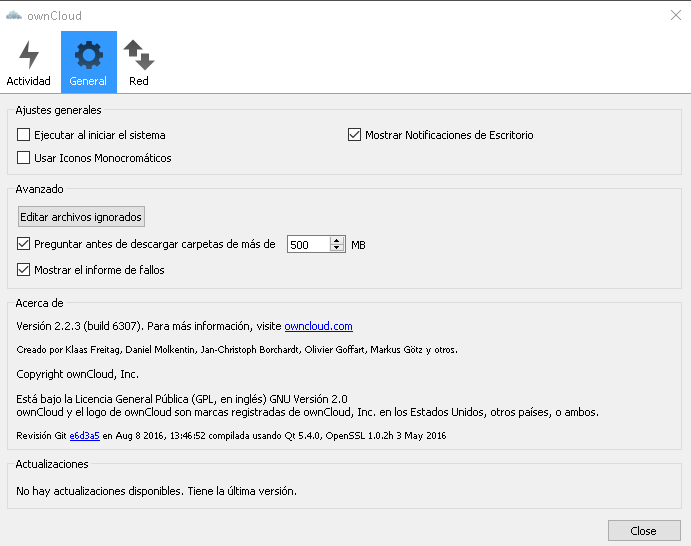 ownCloud
Actividad
General
Red
Ajustes generales
Ejecutar al iniciar el sistema
Mostrar Notificaciones de Escritorio
Usar Iconos Monocromáticos
Avanzado
Editar archivos ignorados
Preguntar antes de descargar carpetas de más de 500 MB
Mostrar el informe de fallos
Acerca de
Versión 2.2.3 (build 6307). Para más información, visite owncloud.com
Creado por Klaas Freitag, Daniel Molkentin, Jan-Christoph Borchardt, Olivier Goffart, Markus Götz y otros.
Copyright ownCloud, Inc.
Está bajo la Licencia General Pública (GPL, en inglés) GNU Versión 2.0
ownCloud y el logo de ownCloud son marcas registradas de ownCloud, Inc. en los Estados Unidos, otros países, o ambos.
Revisión Git e6d3a5 en Aug 8 2016, 13:46:52 compilada usando Qt 5.4.0, OpenSSL 1.0.2h 3 May 2016
Actualizaciones
No hay actualizaciones disponibles. Tiene la última versión.
Close